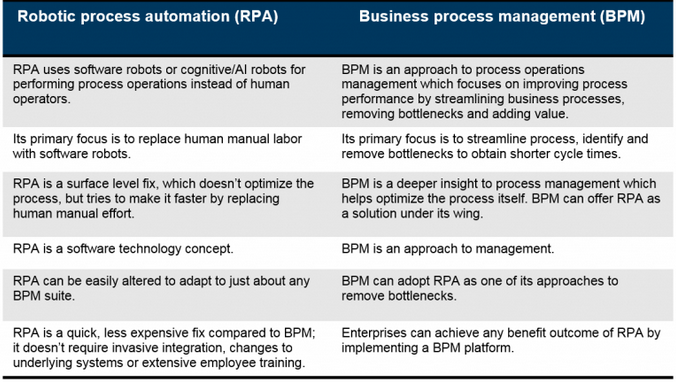 Robotic process automation (RPA)
Business process management (BPM)
RPA uses software robots or cognitive/AI robots for
performing process operations instead of human
operators.
BPM is an approach to process operations
management which focuses on improving process
performance by streamlining business processes,
removing bottlenecks and adding value.
Its primary focus is to replace human manual labor
with software robots.
Its primary focus is to streamline process, identify and
remove bottlenecks to obtain shorter cycle times.
RPA is a surface level fix, which doesn't optimize the
process, but tries to make it faster by replacing
human manual effort.
BPM is a deeper insight to process management which
helps optimize the process itself. BPM can offer RPA as
a solution under its wing.
RPA is a software technology concept.
BPM is an approach to management.
RPA can be easily altered to adapt to just about any
BPM suite.
BPM can adopt RPA as one of its approaches to
remove bottlenecks.
RPA is a quick, less expensive fix compared to BPM;
it doesn't require invasive integration, changes to
underlying systems or extensive employee training.
Enterprises can achieve any benefit outcome of RPA by
implementing a BPM platform.